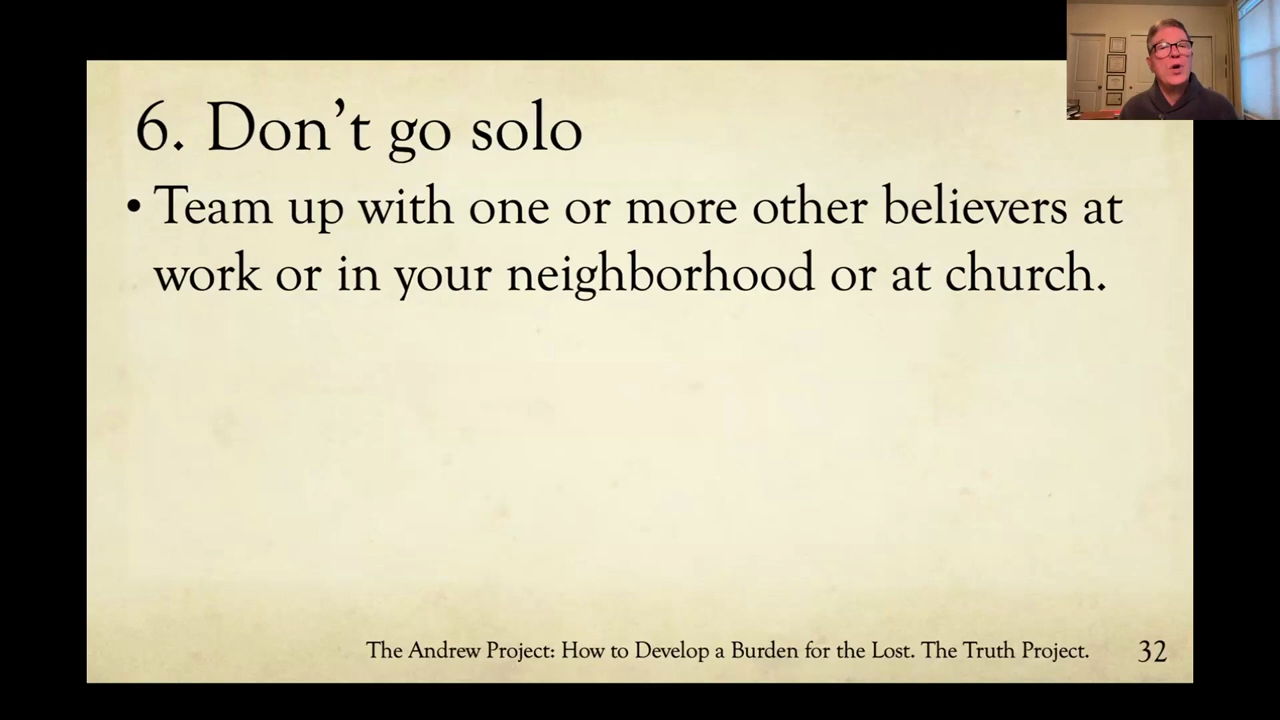 6. Don’t go solo
• Team up with one or more other believers at
work or in your neighborhood or at church.
The Andrew Project: How to Develop a Burden for the Lost. The Truth Project.
32